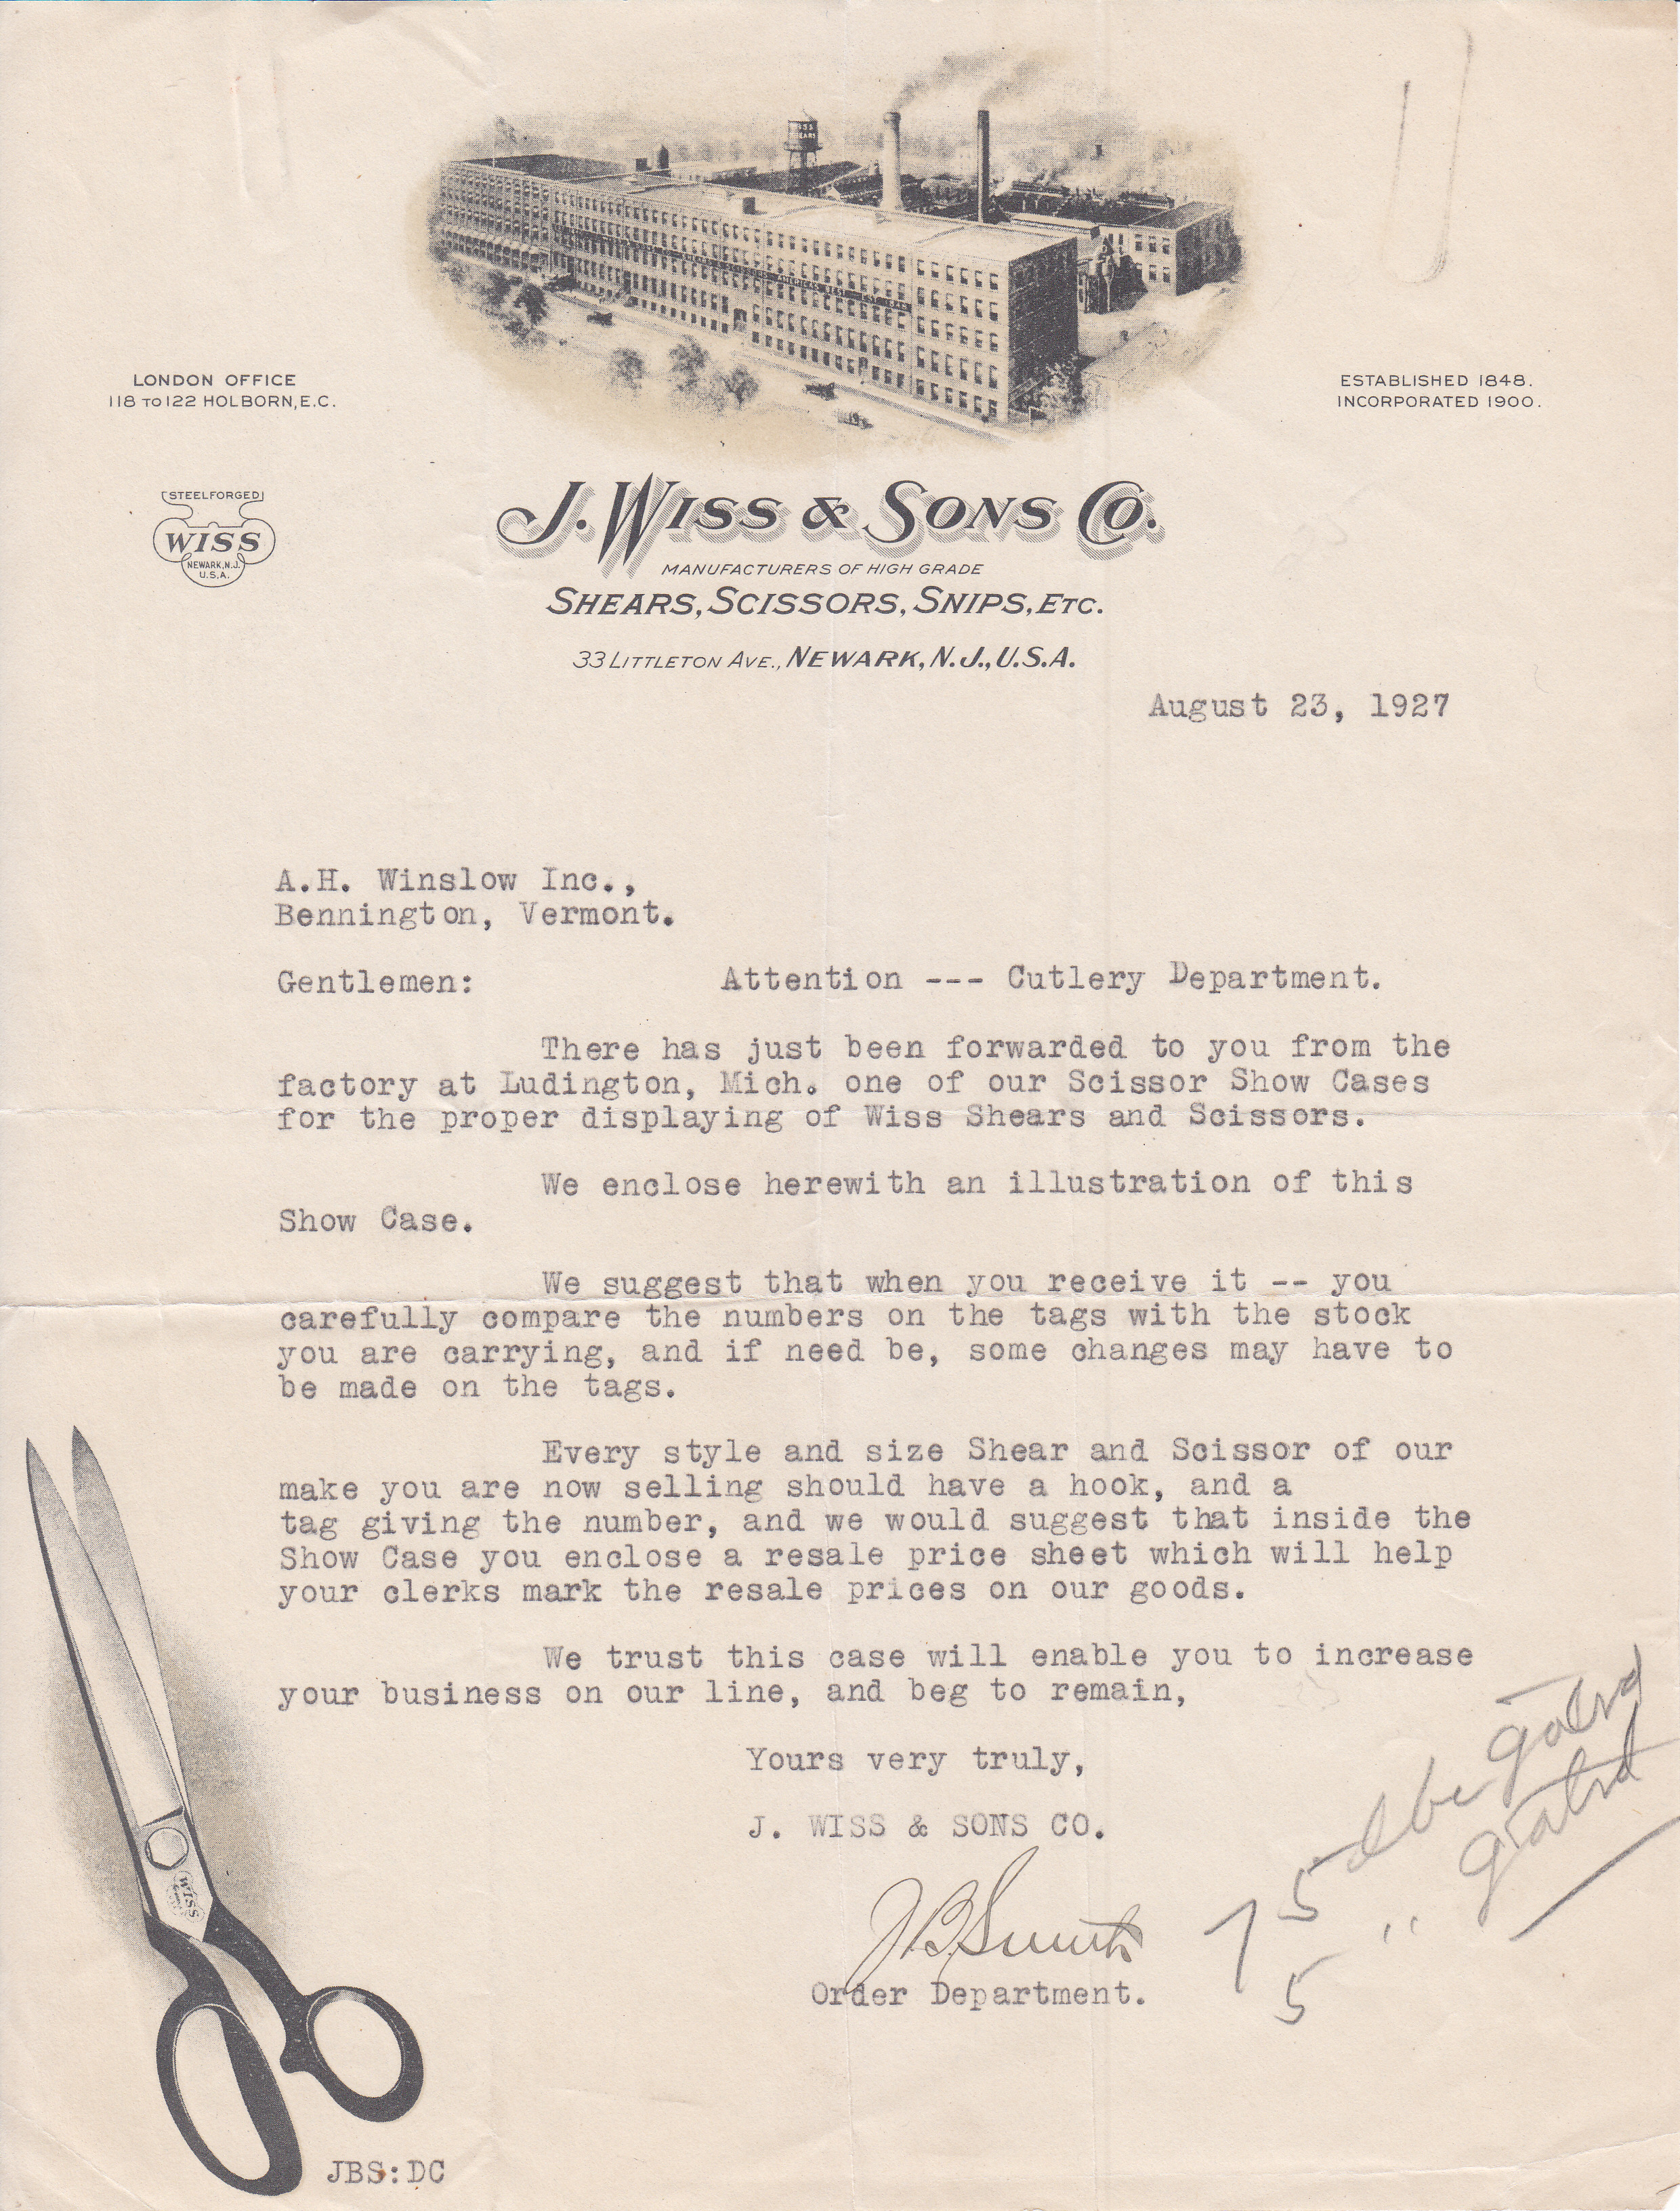 WISS
SHEARS
LONDON OFFICE
118 TO 122 HOLBORN, E.C.
ESTABLISHED 1848.
INCORPORATED 1900.
STEELFORGED
WISS
NEWARK, N.J.
U.S.A.
J. WISS & SONS CO.
MANUFACTURERS OF HIGH GRADE
SHEARS, SCISSORS, SNIPS, ETC.
33 LITTLETON AVE., NEWARK, N.J., U.S.A.
August 23, 1927
A.H. Winslow Inc.,
Bennington, Vermont.
Gentlemen: Attention --- Cutlery Department.
There has just been forwarded to you from the
factory at Ludington, Mich. one of our Scissor Show Cases
for the proper displaying of Wiss Shears and Scissors.
We enclose herewith an illustration of this
Show Case.
We suggest that when you receive it -- you
carefully compare the numbers on the tags with the stock
you are carrying, and if need be, some changes may have to
be made on the tags.
Every style and size Shear and Scissor of our
make you are now selling should have a hook, and a
tag giving the number, and we would suggest that inside the
Show Case you enclose a resale price sheet which will help
your clerks mark the resale prices on our goods.
We trust this case will enable you to increase
your business on our line, and beg to remain,
Yours very truly,
J. WISS & SONS CO.
J B Smith
Order Department.
75
5 "
WISS
JBS:DC